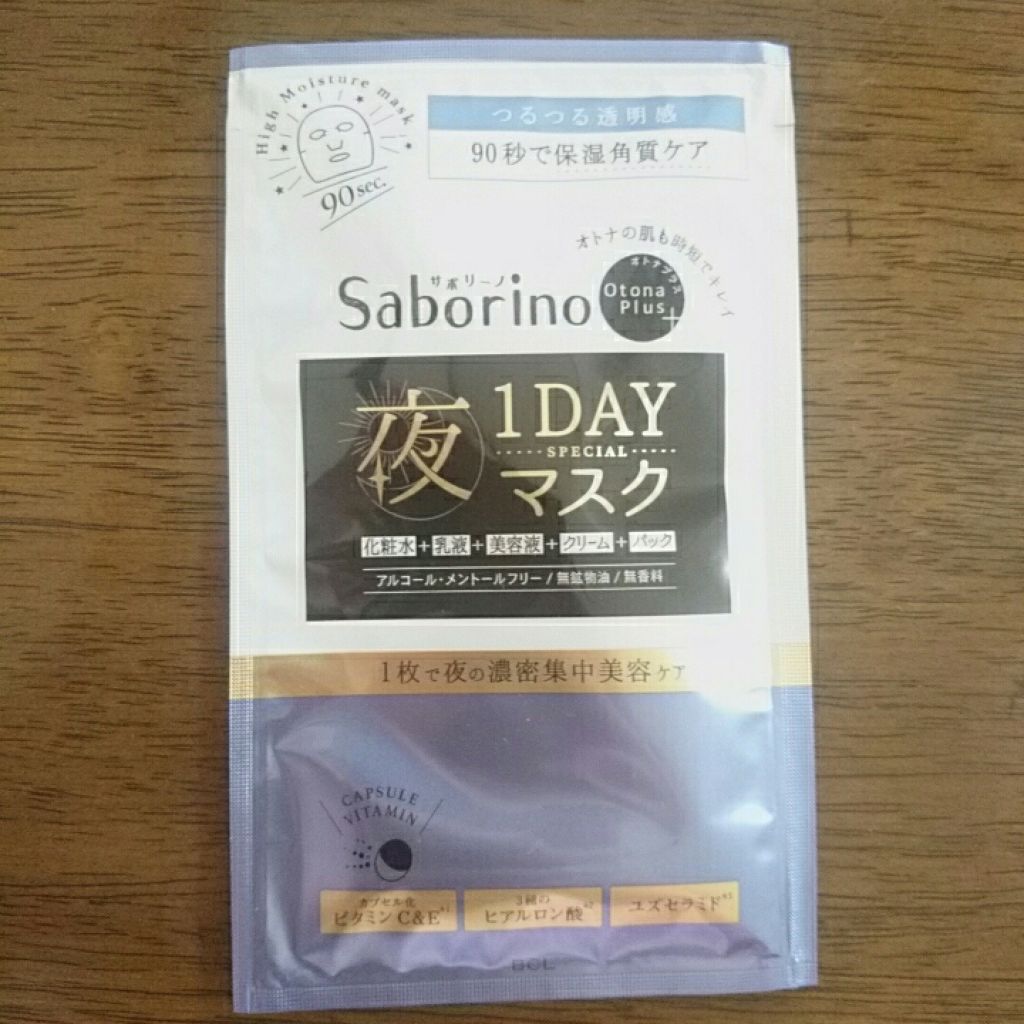 High Moisture mask
90sec.
つるつる透明感
90秒で保湿角質ケア
オトナの肌も時短でキレイ
サボリーノ
Saborino
オトナプラス
Otona
Plus+
夜
1DAY
SPECIAL
マスク
化粧水+乳液+美容液+クリーム+パック
アルコール・メントールフリー/無鉱物油/無香料
1枚で夜の濃密集中美容ケア
CAPSULE
VITAMIN
カプセル化
ビタミンC&E*1
3種の
ヒアルロン酸*2
ユズセラミド*3
BCL